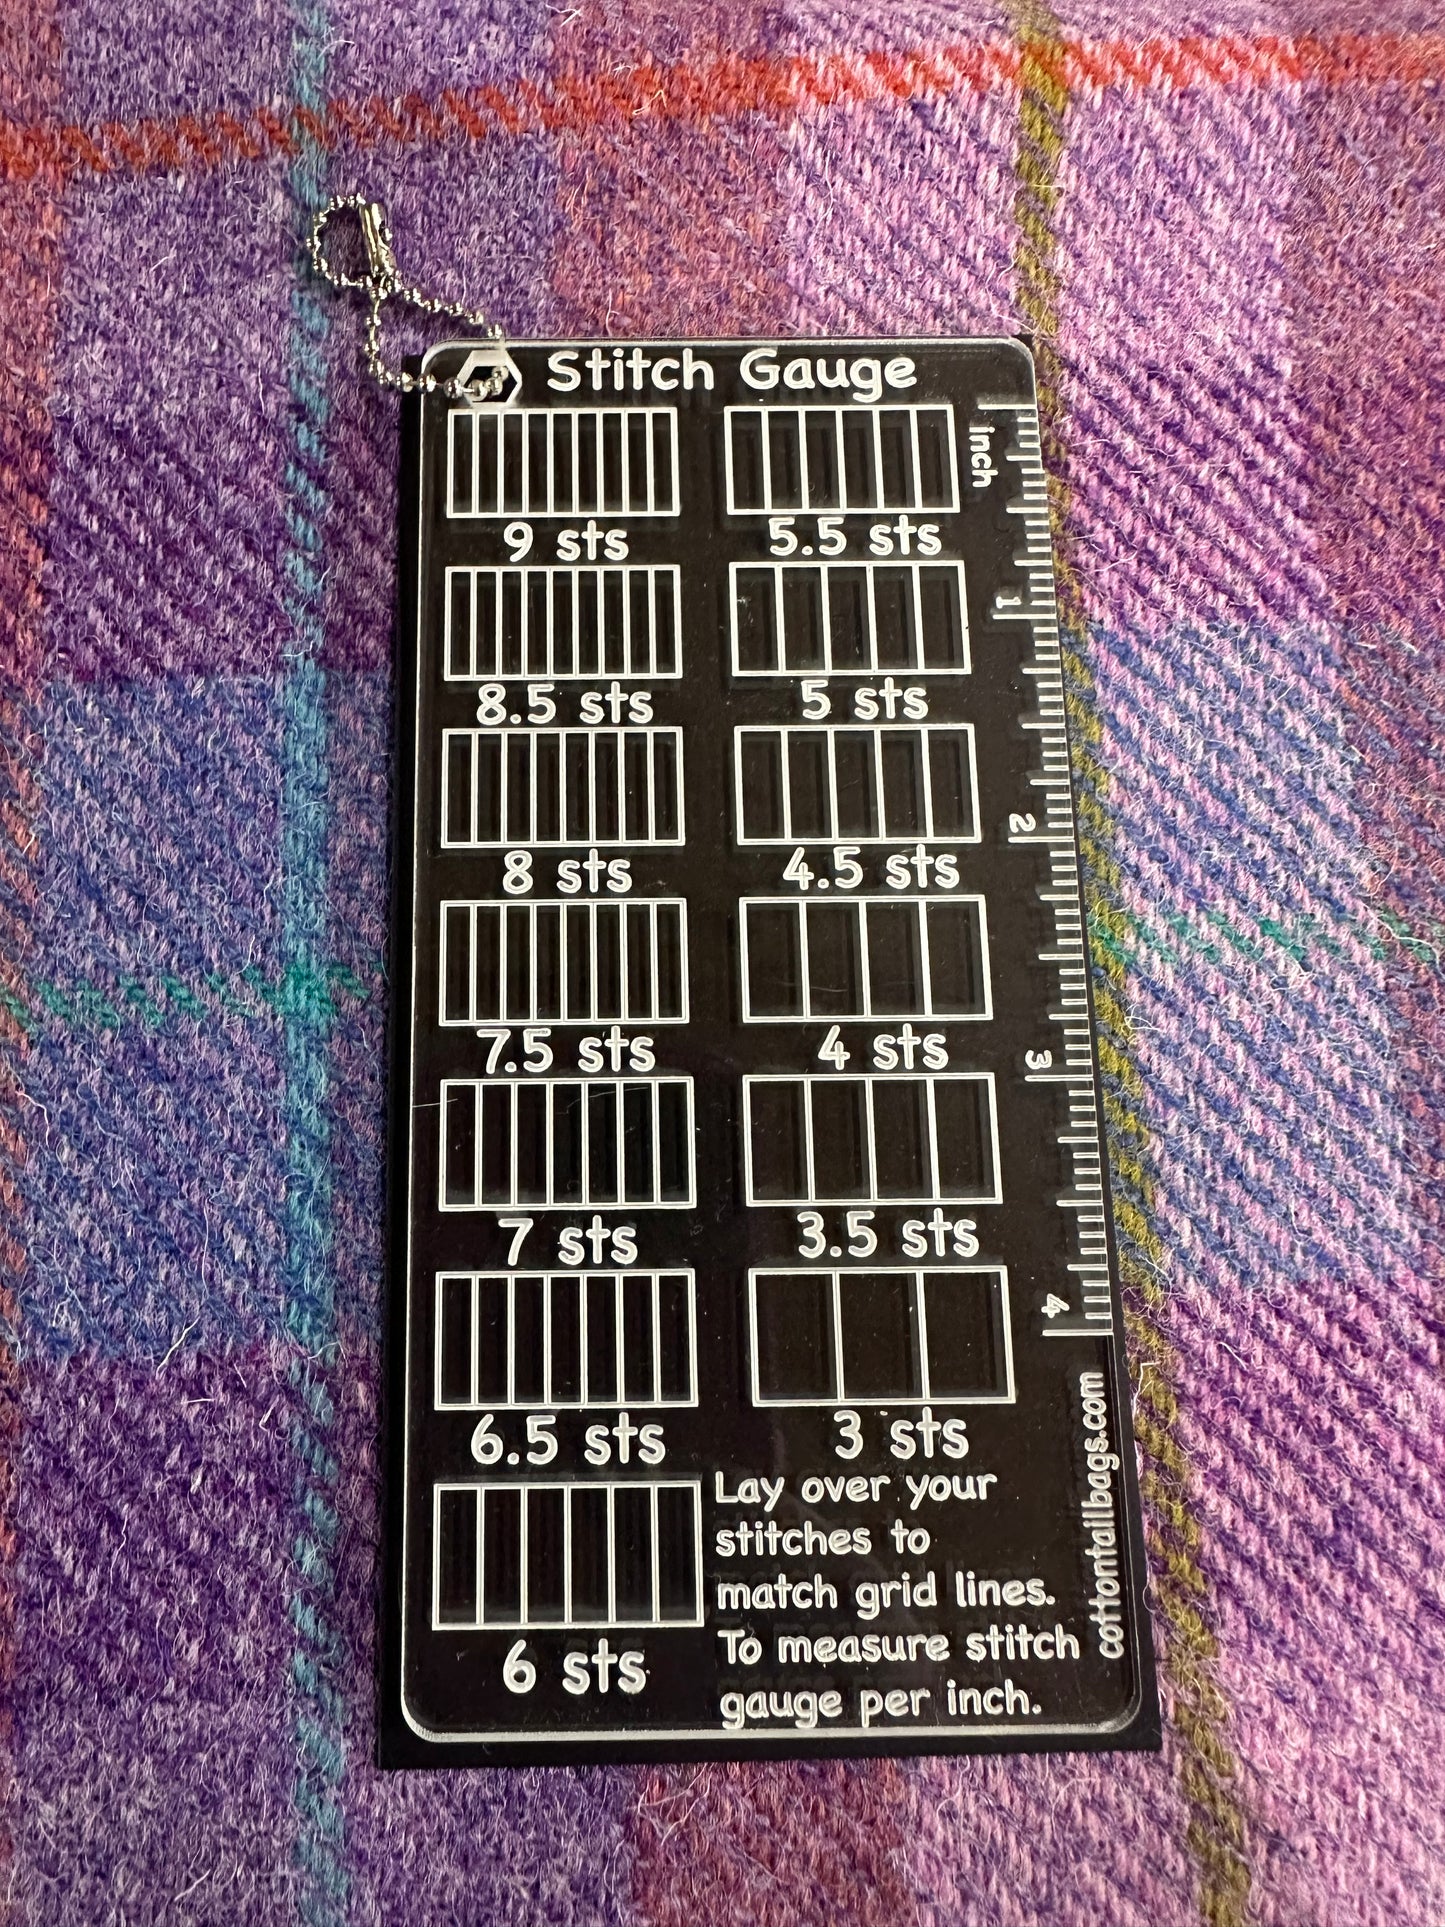 Stitch Gauge
9 sts
8.5 sts
8 sts
7.5 sts
7 sts
6.5 sts
6 sts
5.5 sts
5 sts
4.5 sts
4 sts
3.5 sts
3 sts
Lay over your
stitches to
match grid lines.
To measure stitch
gauge per inch.
inch
1
2
3
4
cottontailbags.com